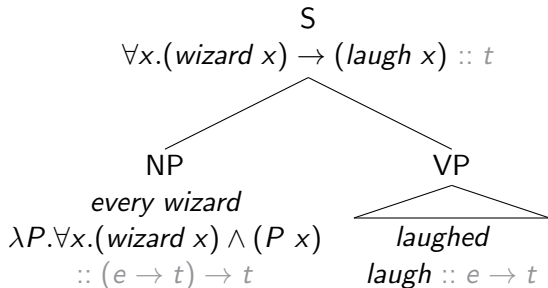 S
∀x.(wizard x) → (laugh x) :: t
NP
VP
every wizard
λP.∀x.(wizard x) ∧ (P x)
:: (e → t) → t
laughed
laugh :: e → t